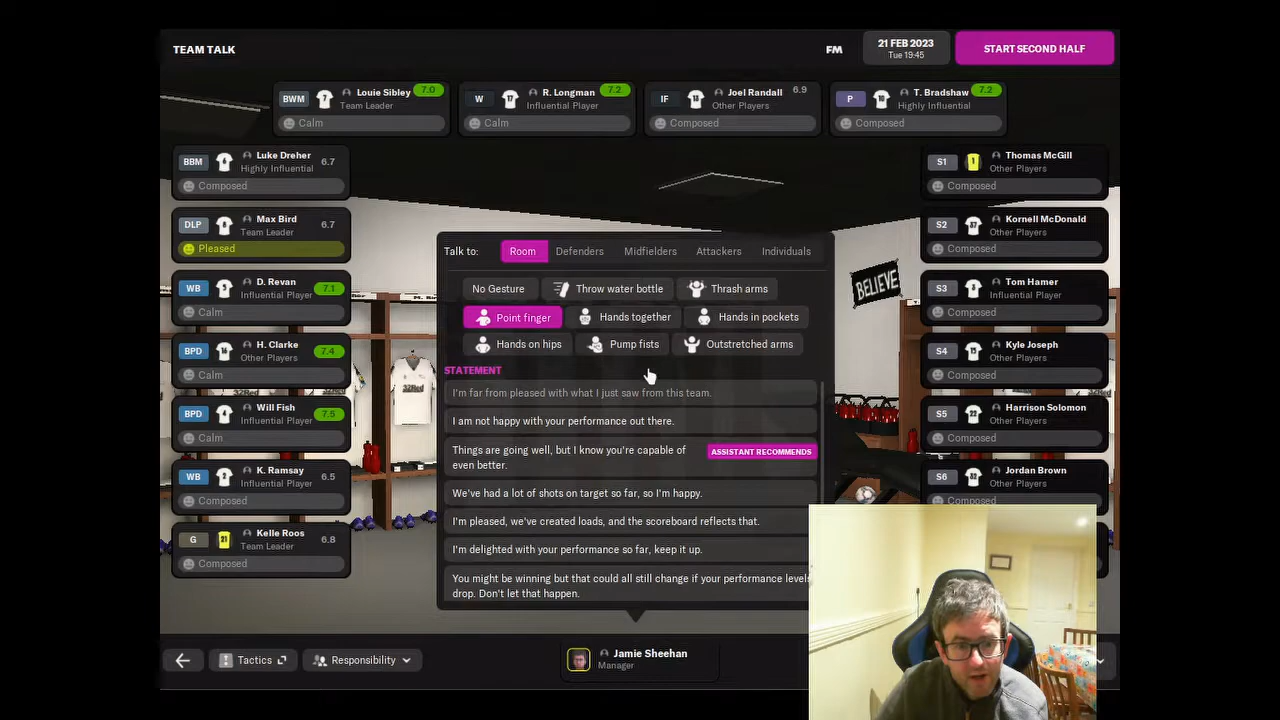 TEAM TALK
FM
21 FEB 2023
Tue 19:45
START SECOND HALF
BWM
7
Louie Sibley
7.0
Team Leader
Calm
W
17
R. Longman
7.2
Influential Player
Calm
IF
18
Joel Randall
6.9
Other Players
Composed
P
10
T. Bradshaw
7.2
Highly Influential
Composed
BBM
Luke Dreher
6.7
Highly Influential
Composed
DLP
Max Bird
6.7
Team Leader
Pleased
WB
D. Revan
7.1
Influential Player
Calm
BPD
H. Clarke
7.4
Other Players
Calm
BPD
Will Fish
7.5
Influential Player
Calm
WB
K. Ramsay
6.5
Influential Player
Composed
G
21
Kelle Roos
6.8
Team Leader
Composed
Talk to:
Room
Defenders
Midfielders
Attackers
Individuals
No Gesture
Throw water bottle
Thrash arms
Point finger
Hands together
Hands in pockets
Hands on hips
Pump fists
Outstretched arms
STATEMENT
I'm far from pleased with what I just saw from this team.
I am not happy with your performance out there.
Things are going well, but I know you're capable of
even better.
ASSISTANT RECOMMENDS
We've had a lot of shots on target so far, so I'm happy.
I'm pleased, we've created loads, and the scoreboard reflects that.
I'm delighted with your performance so far, keep it up.
You might be winning but that could all still change if your performance levels
drop. Don't let that happen.
BELIEVE
32Red
S1
1
Thomas McGill
Other Players
Composed
S2
Kornell McDonald
Other Players
Composed
S3
Tom Hamer
Influential Player
Composed
S4
Kyle Joseph
Other Players
Composed
S5
22
Harrison Solomon
Other Players
Composed
S6
Jordan Brown
Other Players
Composed
Tactics
Responsibility
Jamie Sheehan
Manager